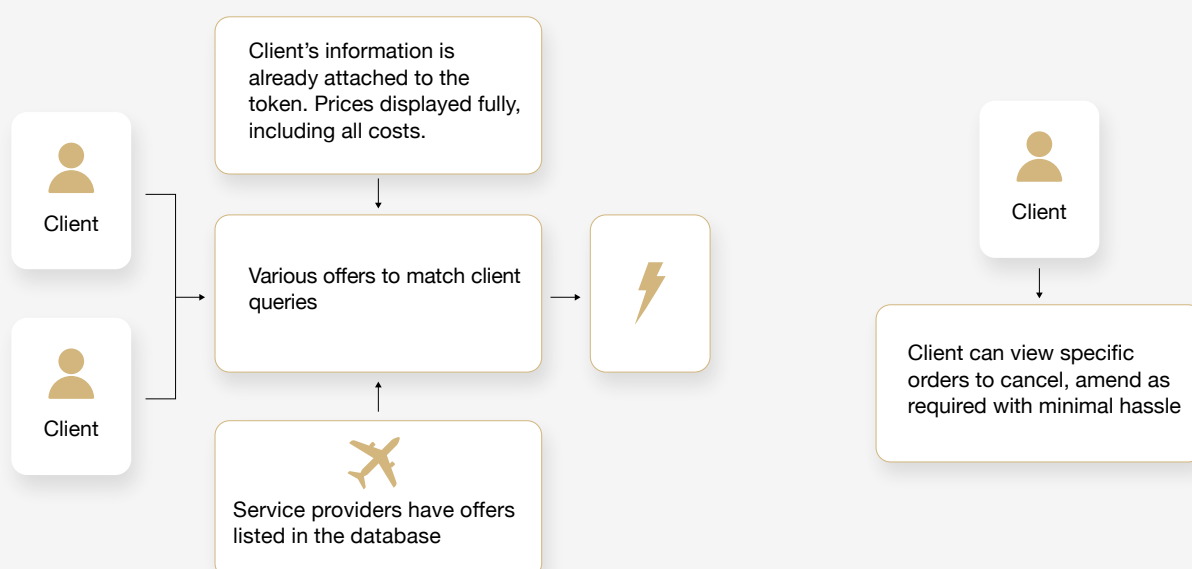 Client's information is
already attached to the
token. Prices displayed fully,
including all costs.
Client
Client
Various offers to match client
queries
Client
Client can view specific
orders to cancel, amend as
required with minimal hassle
Service providers have offers
listed in the database